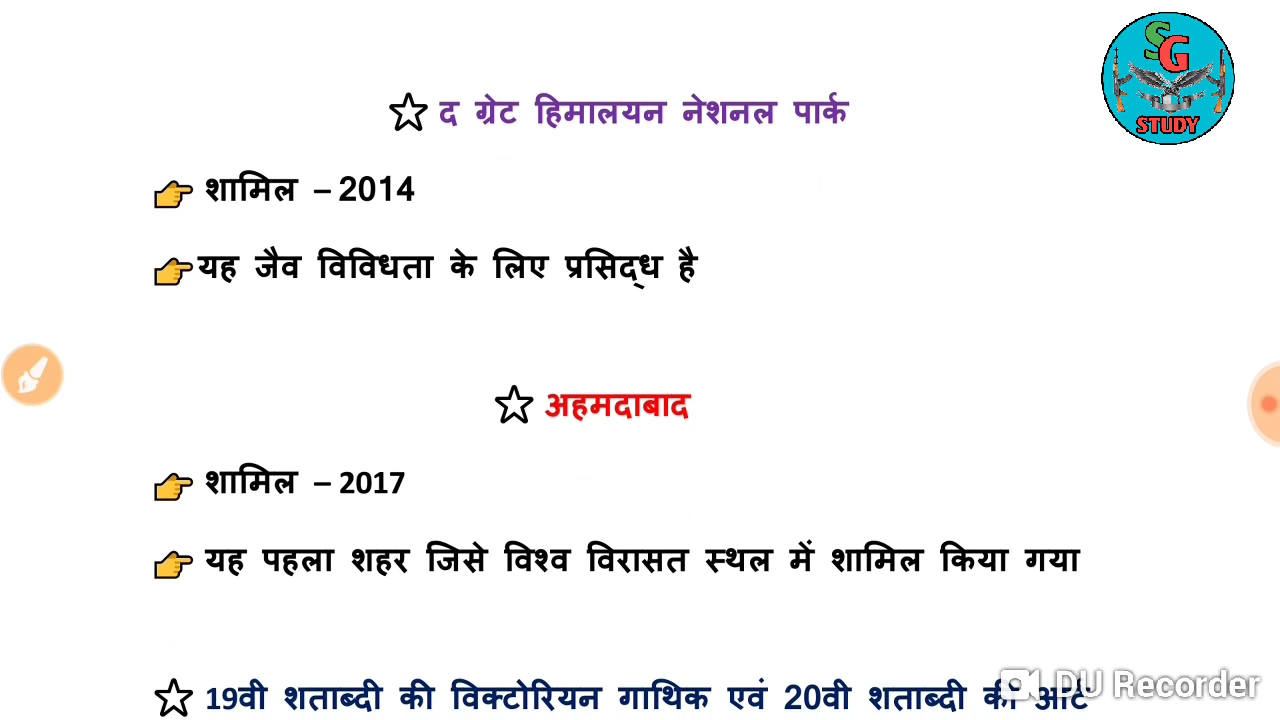 SG
STUDY
द ग्रेट हिमालयन नेशनल पार्क
शामिल – 2014
यह जैव विविधता के लिए प्रसिद्ध है
अहमदाबाद
शामिल – 2017
यह पहला शहर जिसे विश्व विरासत स्थल में शामिल किया गया
19वी शताब्दी की विक्टोरियन गाथिक एवं 20वी शताब्दी की आर्ट
DU Recorder